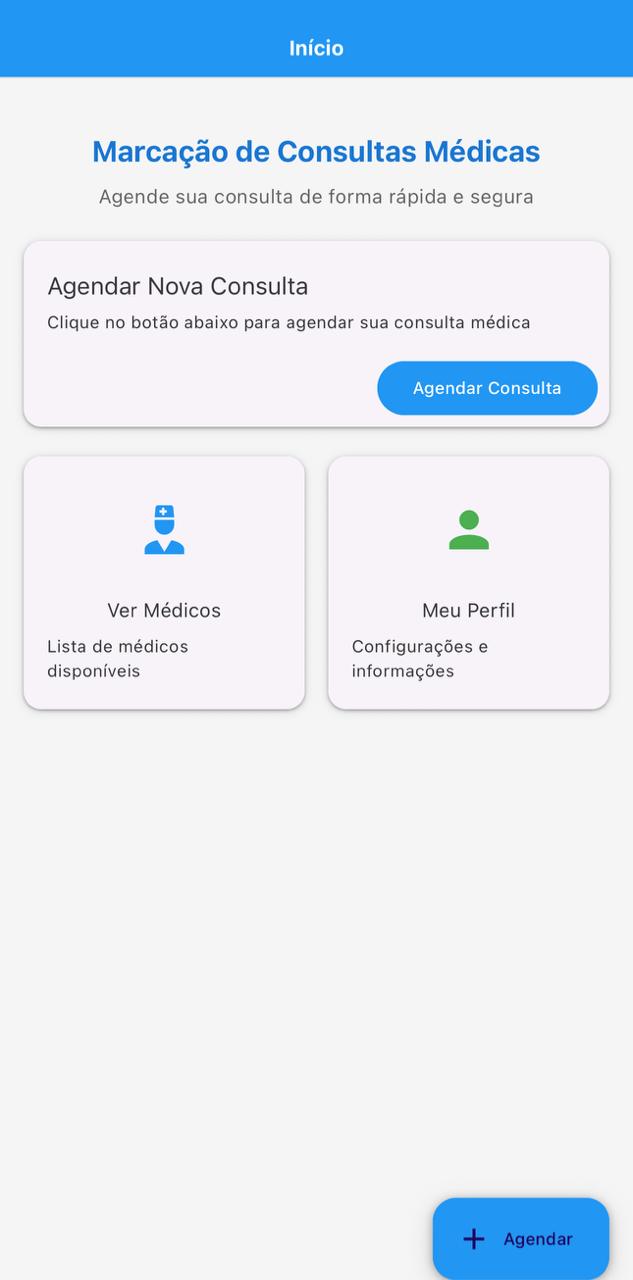 Início
Marcação de Consultas Médicas
Agende sua consulta de forma rápida e segura
Agendar Nova Consulta
Clique no botão abaixo para agendar sua consulta médica
Agendar Consulta
Ver Médicos
Lista de médicos
disponíveis
Meu Perfil
Configurações e
informações
Agendar